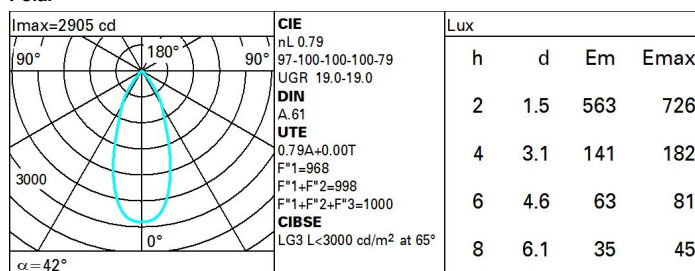 Imax=2905 cd
90°
180°
90°
3000
0°
α=42°
CIE
nL 0.79
97-100-100-100-79
UGR 19.0-19.0
DIN
A.61
UTE
0.79A+0.00T
F"1=968
F"1+F"2=998
F"1+F"2+F"3=1000
CIBSE
LG3 L<3000 cd/m² at 65°
Lux
h d Em Emax
2 1.5 563 726
4 3.1 141 182
6 4.6 63 81
8 6.1 35 45